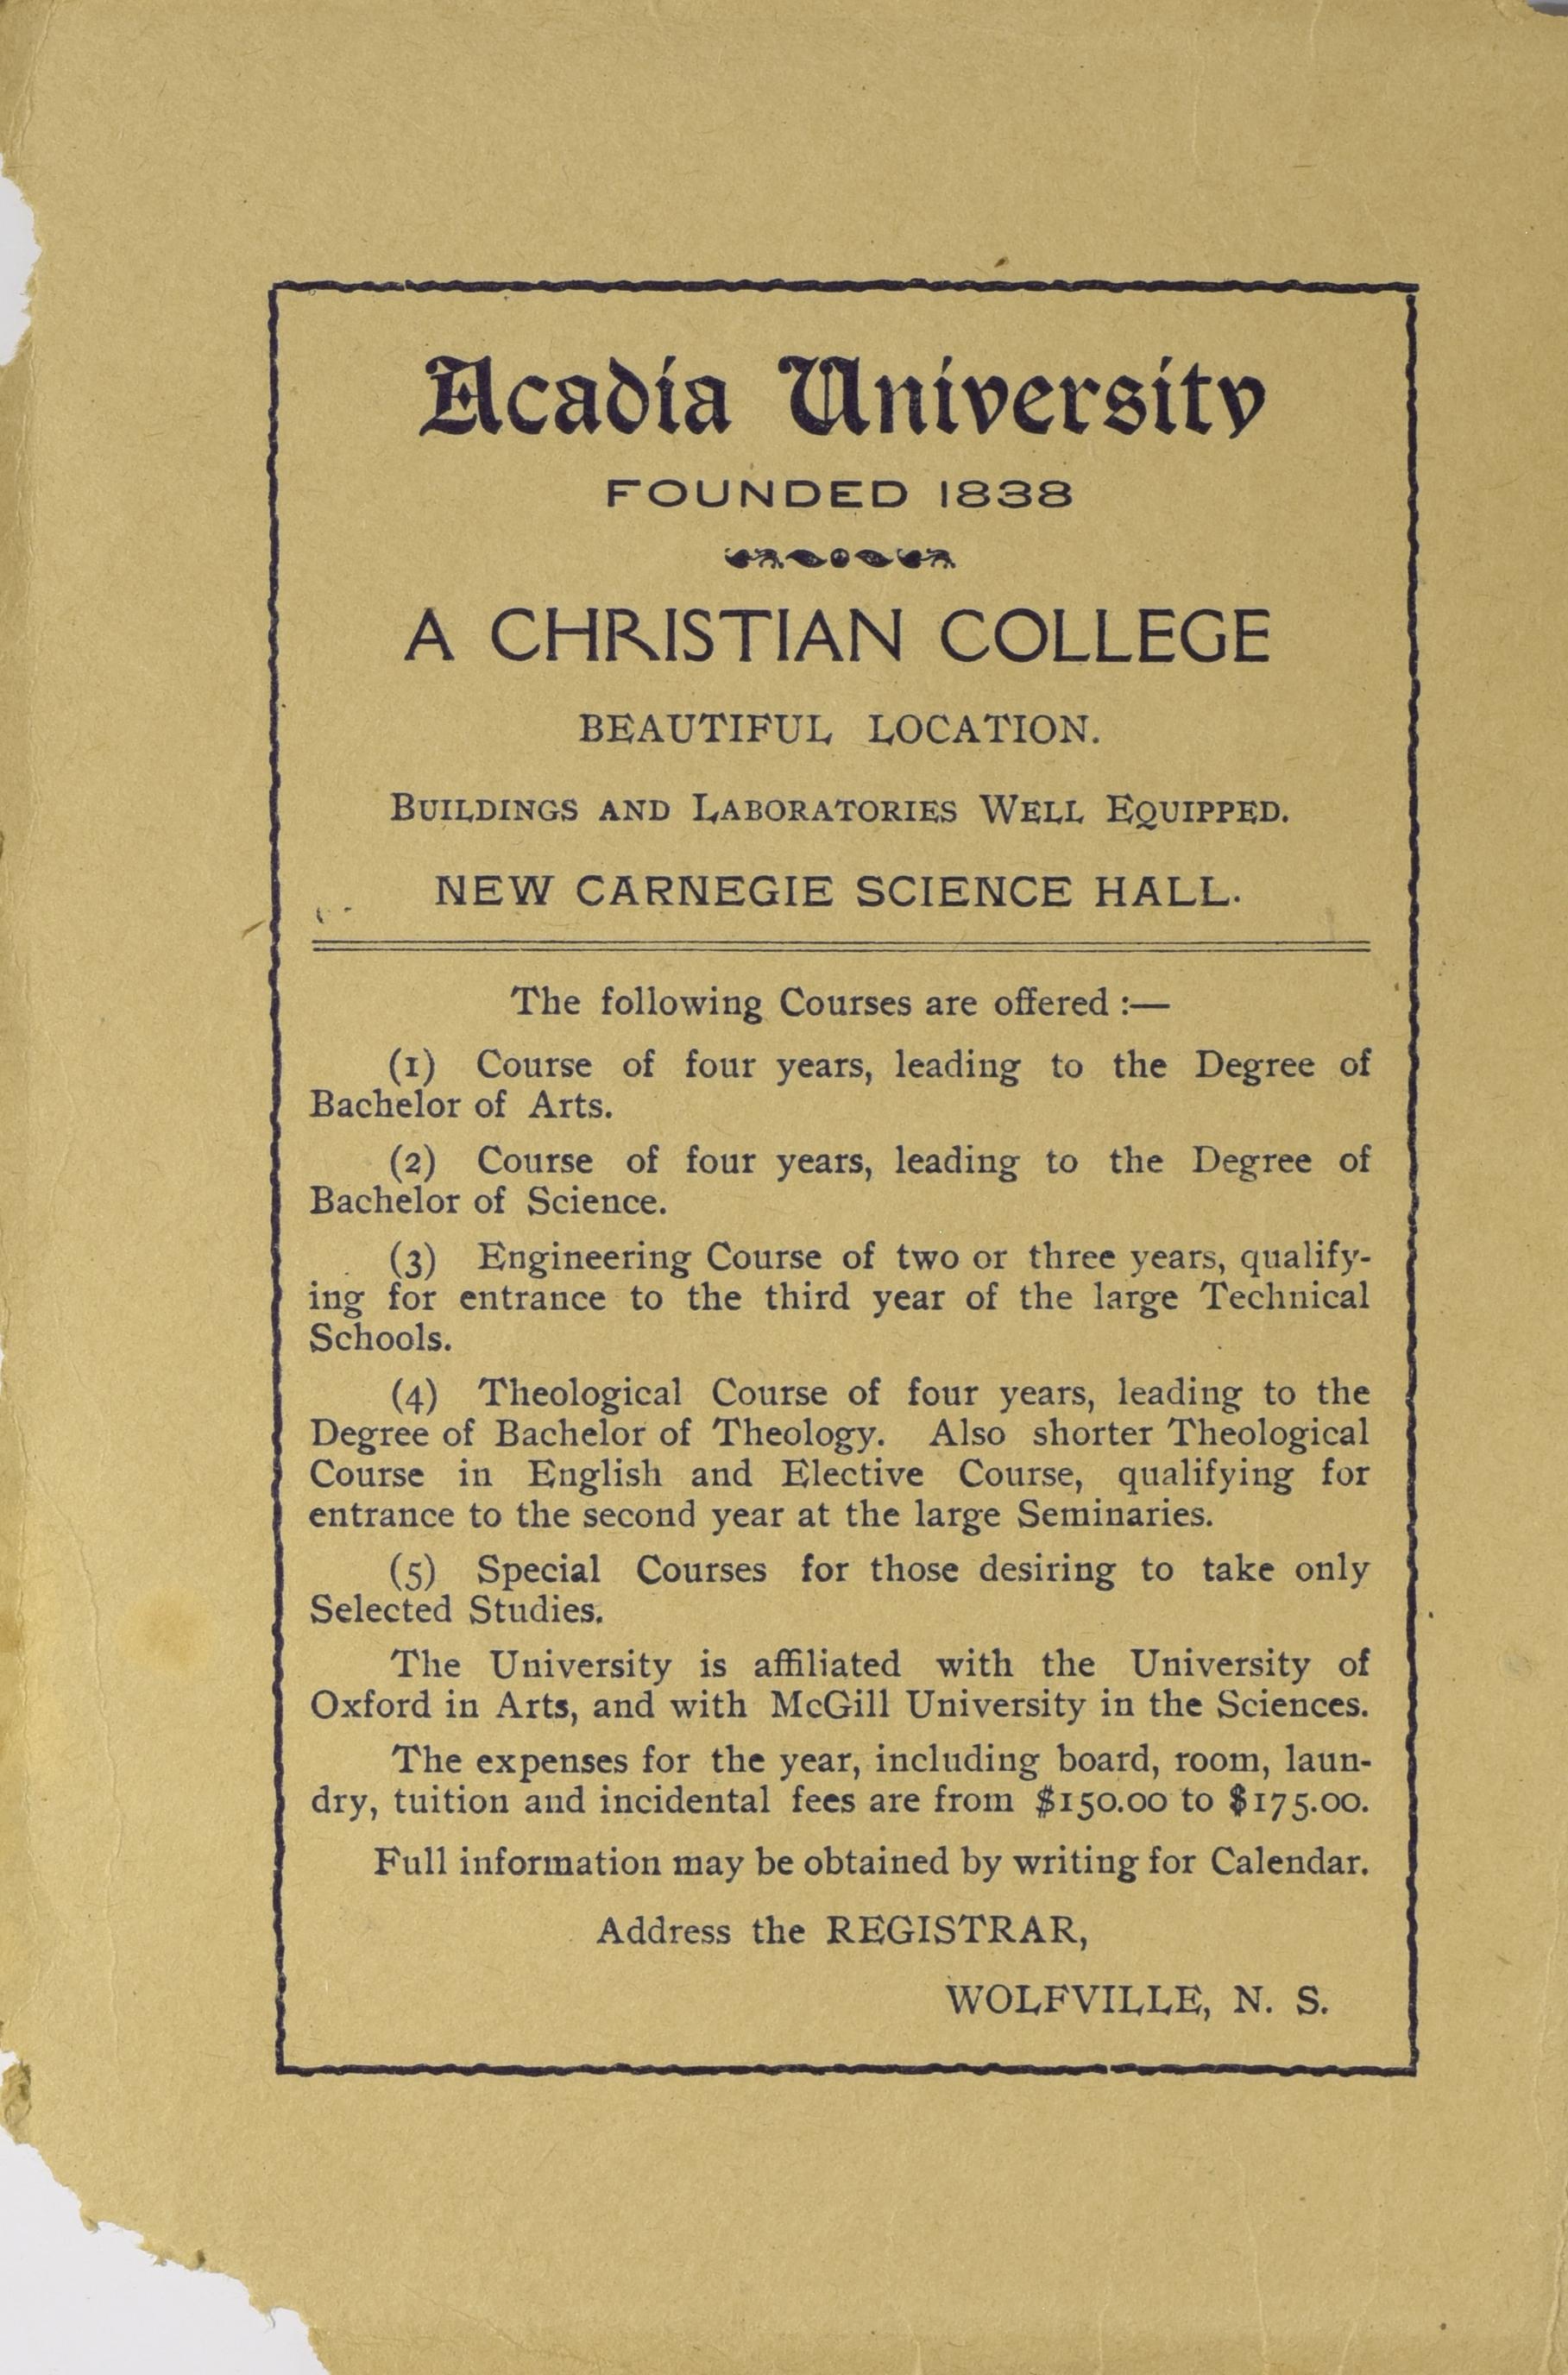 Acadia University
FOUNDED 1838
A CHRISTIAN COLLEGE
BEAUTIFUL LOCATION.
BUILDINGS AND LABORATORIES WELL EQUIPPED.
NEW CARNEGIE SCIENCE HALL.
The following Courses are offered :—
(1) Course of four years, leading to the Degree of
Bachelor of Arts.
(2) Course of four years, leading to the Degree of
Bachelor of Science.
(3) Engineering Course of two or three years, qualify-
ing for entrance to the third year of the large Technical
Schools.
(4) Theological Course of four years, leading to the
Degree of Bachelor of Theology. Also shorter Theological
Course in English and Elective Course, qualifying for
entrance to the second year at the large Seminaries.
(5) Special Courses for those desiring to take only
Selected Studies.
The University is affiliated with the University of
Oxford in Arts, and with McGill University in the Sciences.
The expenses for the year, including board, room, laun-
dry, tuition and incidental fees are from $150.00 to $175.00.
Full information may be obtained by writing for Calendar.
Address the REGISTRAR,
WOLFVILLE, N. S.